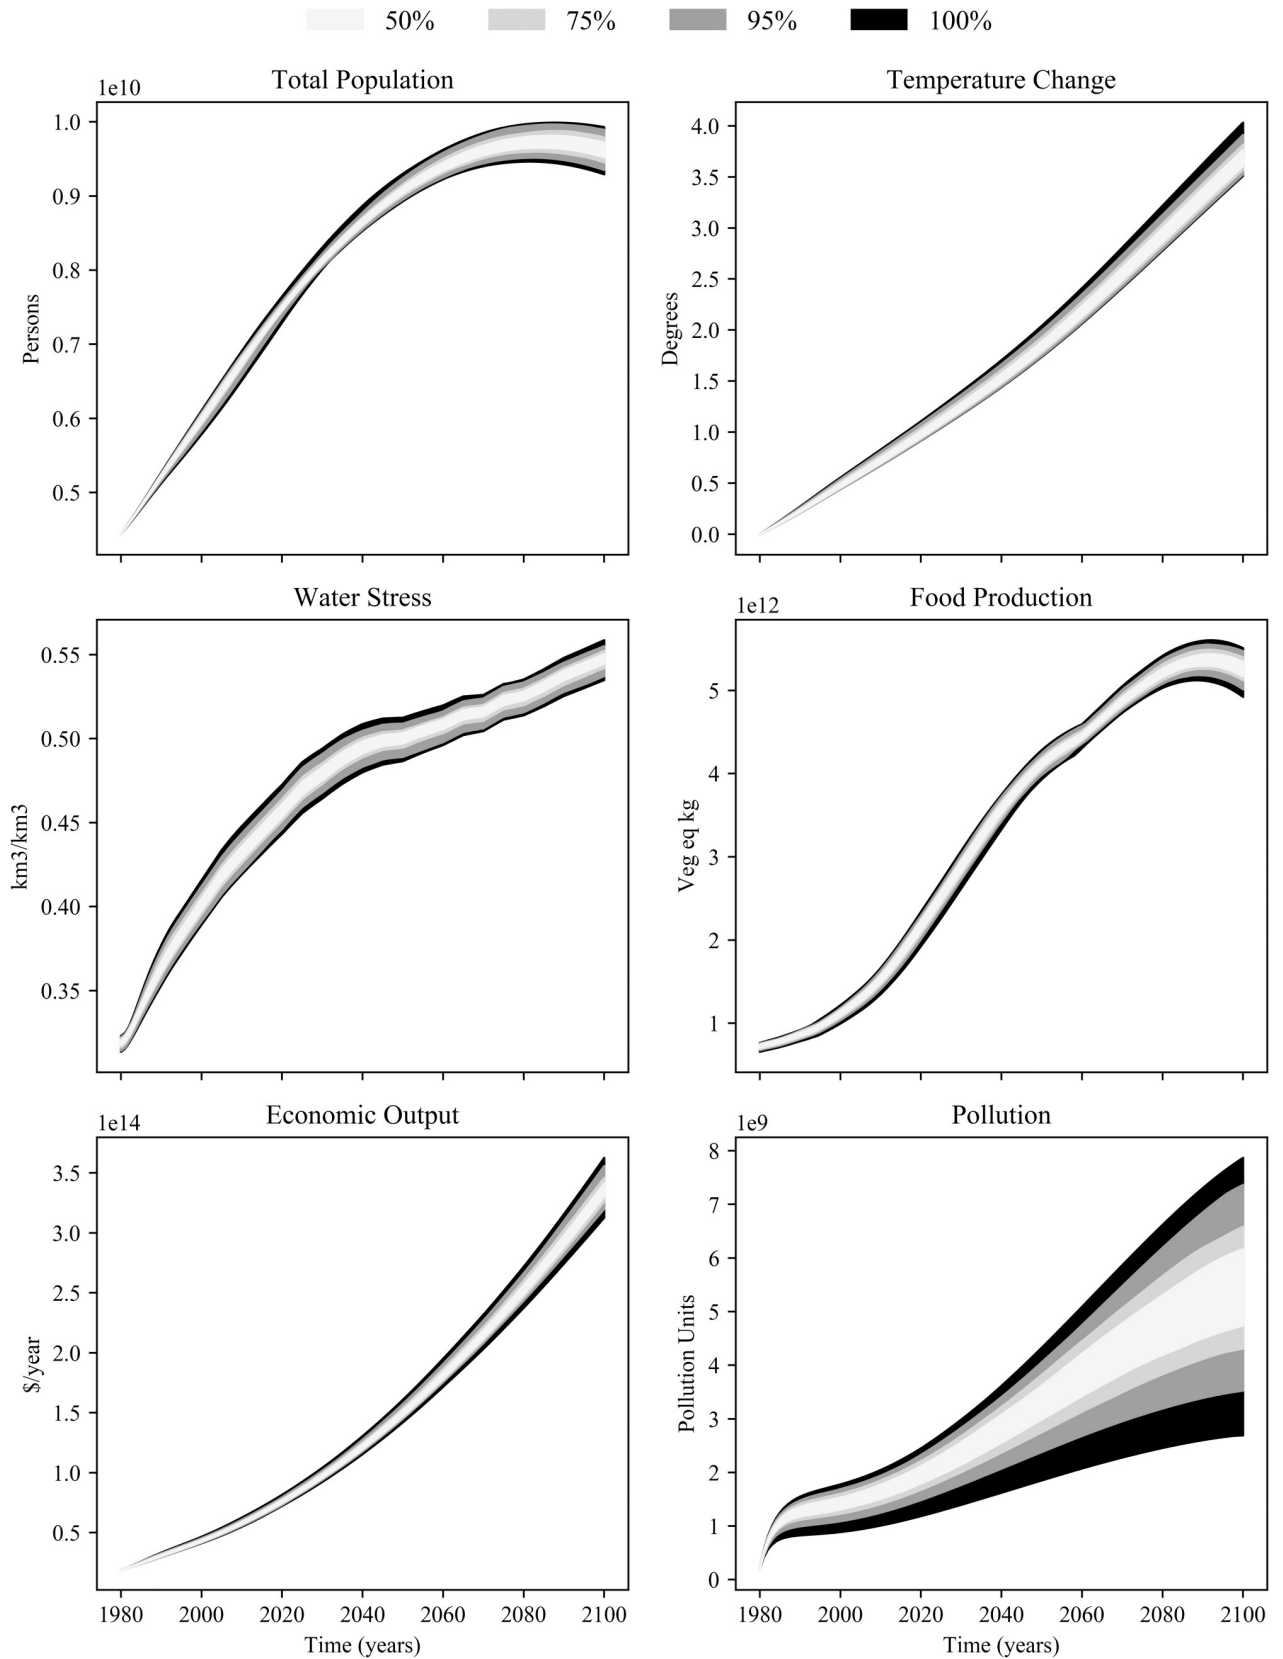 50% 75% 95% 100%
Total Population
1e10
1.0
0.9
0.8
0.7
0.6
0.5
Persons
Temperature Change
4.0
3.5
3.0
2.5
2.0
1.5
1.0
0.5
0.0
Degrees
Water Stress
0.55
0.50
0.45
0.40
0.35
km3/km3
Food Production
1e12
5
4
3
2
1
Veg eq kg
Economic Output
1e14
3.5
3.0
2.5
2.0
1.5
1.0
0.5
$/year
1980 2000 2020 2040 2060 2080 2100
Time (years)
Pollution
1e9
8
7
6
5
4
3
2
1
0
Pollution Units
1980 2000 2020 2040 2060 2080 2100
Time (years)